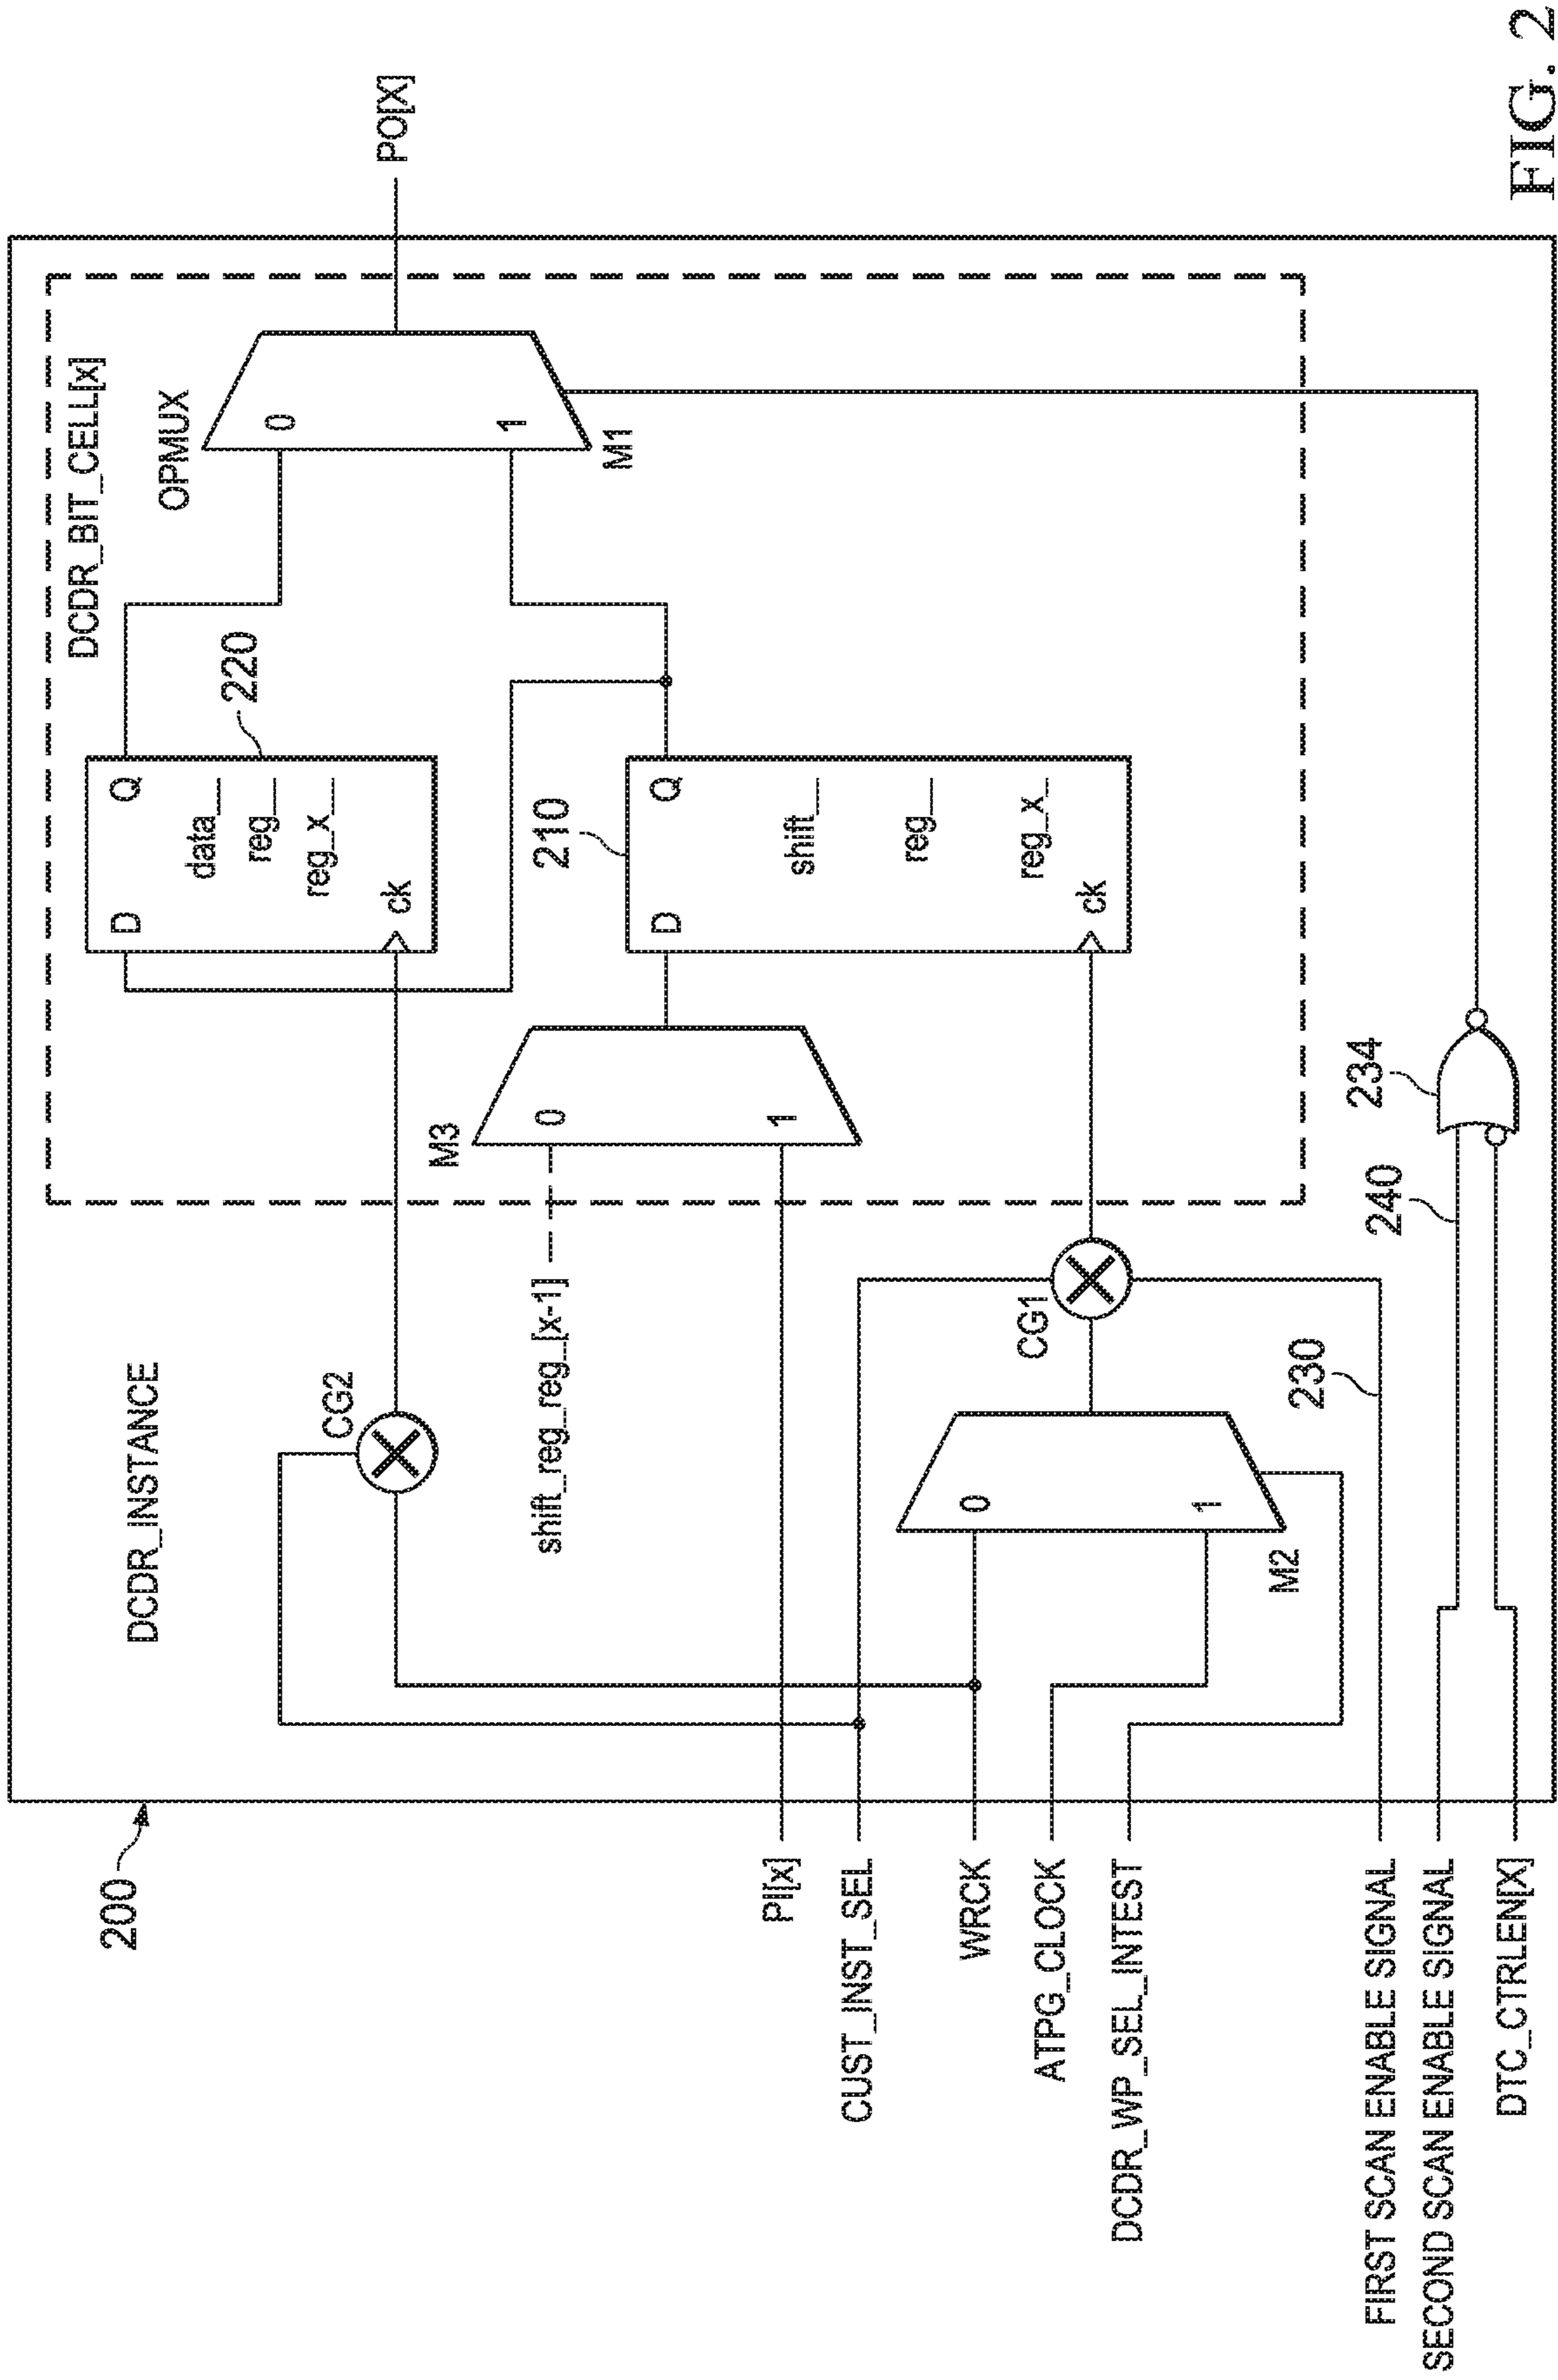 200
DCDR_INSTANCE
DCDR_BIT_CELL[x]
CG2
D
Q
data_
reg_
reg_x_
ck
220
OPMUX
0
1
M1
PO[X]
shift_reg_reg_[x-1]
M3
0
1
210
D
Q
shift_
reg_
reg_x_
ck
PI[x]
CUST_INST_SEL
WRCK
ATPG_CLOCK
DCDR_WP_SEL_INTEST
0
1
M2
CG1
230
240
234
FIRST SCAN ENABLE SIGNAL
SECOND SCAN ENABLE SIGNAL
DTC_CTRLEN[X]
FIG. 2